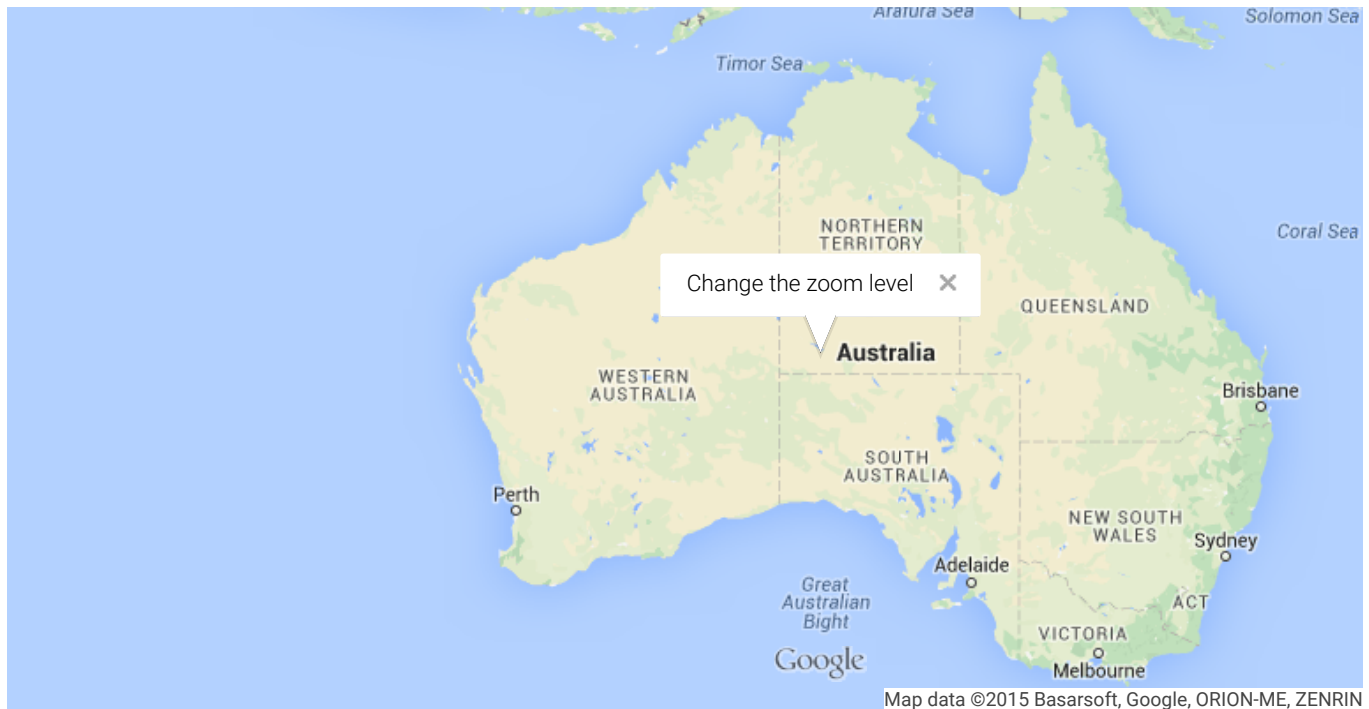 Arafura Sea
Solomon Sea
Timor Sea
NORTHERN
TERRITORY
Coral Sea
Change the zoom level
QUEENSLAND
Australia
WESTERN
AUSTRALIA
Brisbane
SOUTH
AUSTRALIA
Perth
NEW SOUTH
WALES
Sydney
Adelaide
Great
Australian
Bight
ACT
VICTORIA
Google
Melbourne
Map data ©2015 Basarsoft, Google, ORION-ME, ZENRIN